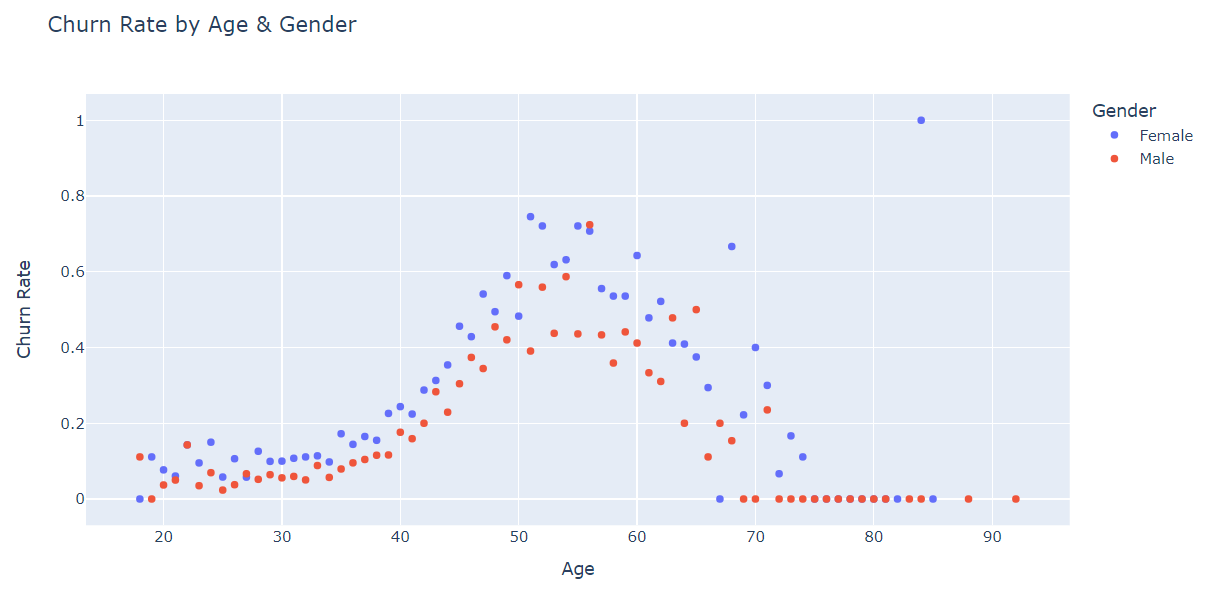 Churn Rate by Age & Gender
Gender
Female
Male
1
0.8
0.6
0.4
0.2
0
Churn Rate
20 30 40 50 60 70 80 90
Age